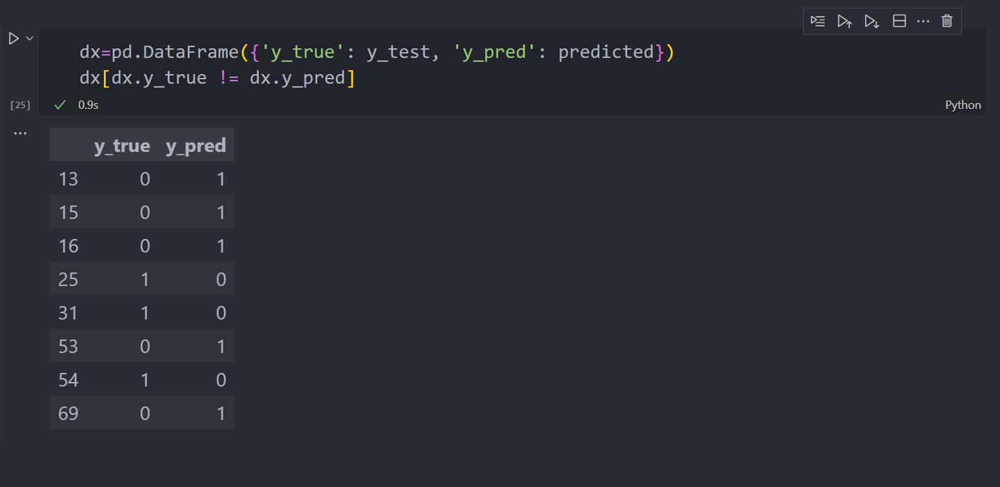 dx=pd.DataFrame({'y_true': y_test, 'y_pred': predicted})
dx[dx.y_true != dx.y_pred]
[25] 0.9s Python
y_true y_pred
13 0 1
15 0 1
16 0 1
25 1 0
31 1 0
53 0 1
54 1 0
69 0 1